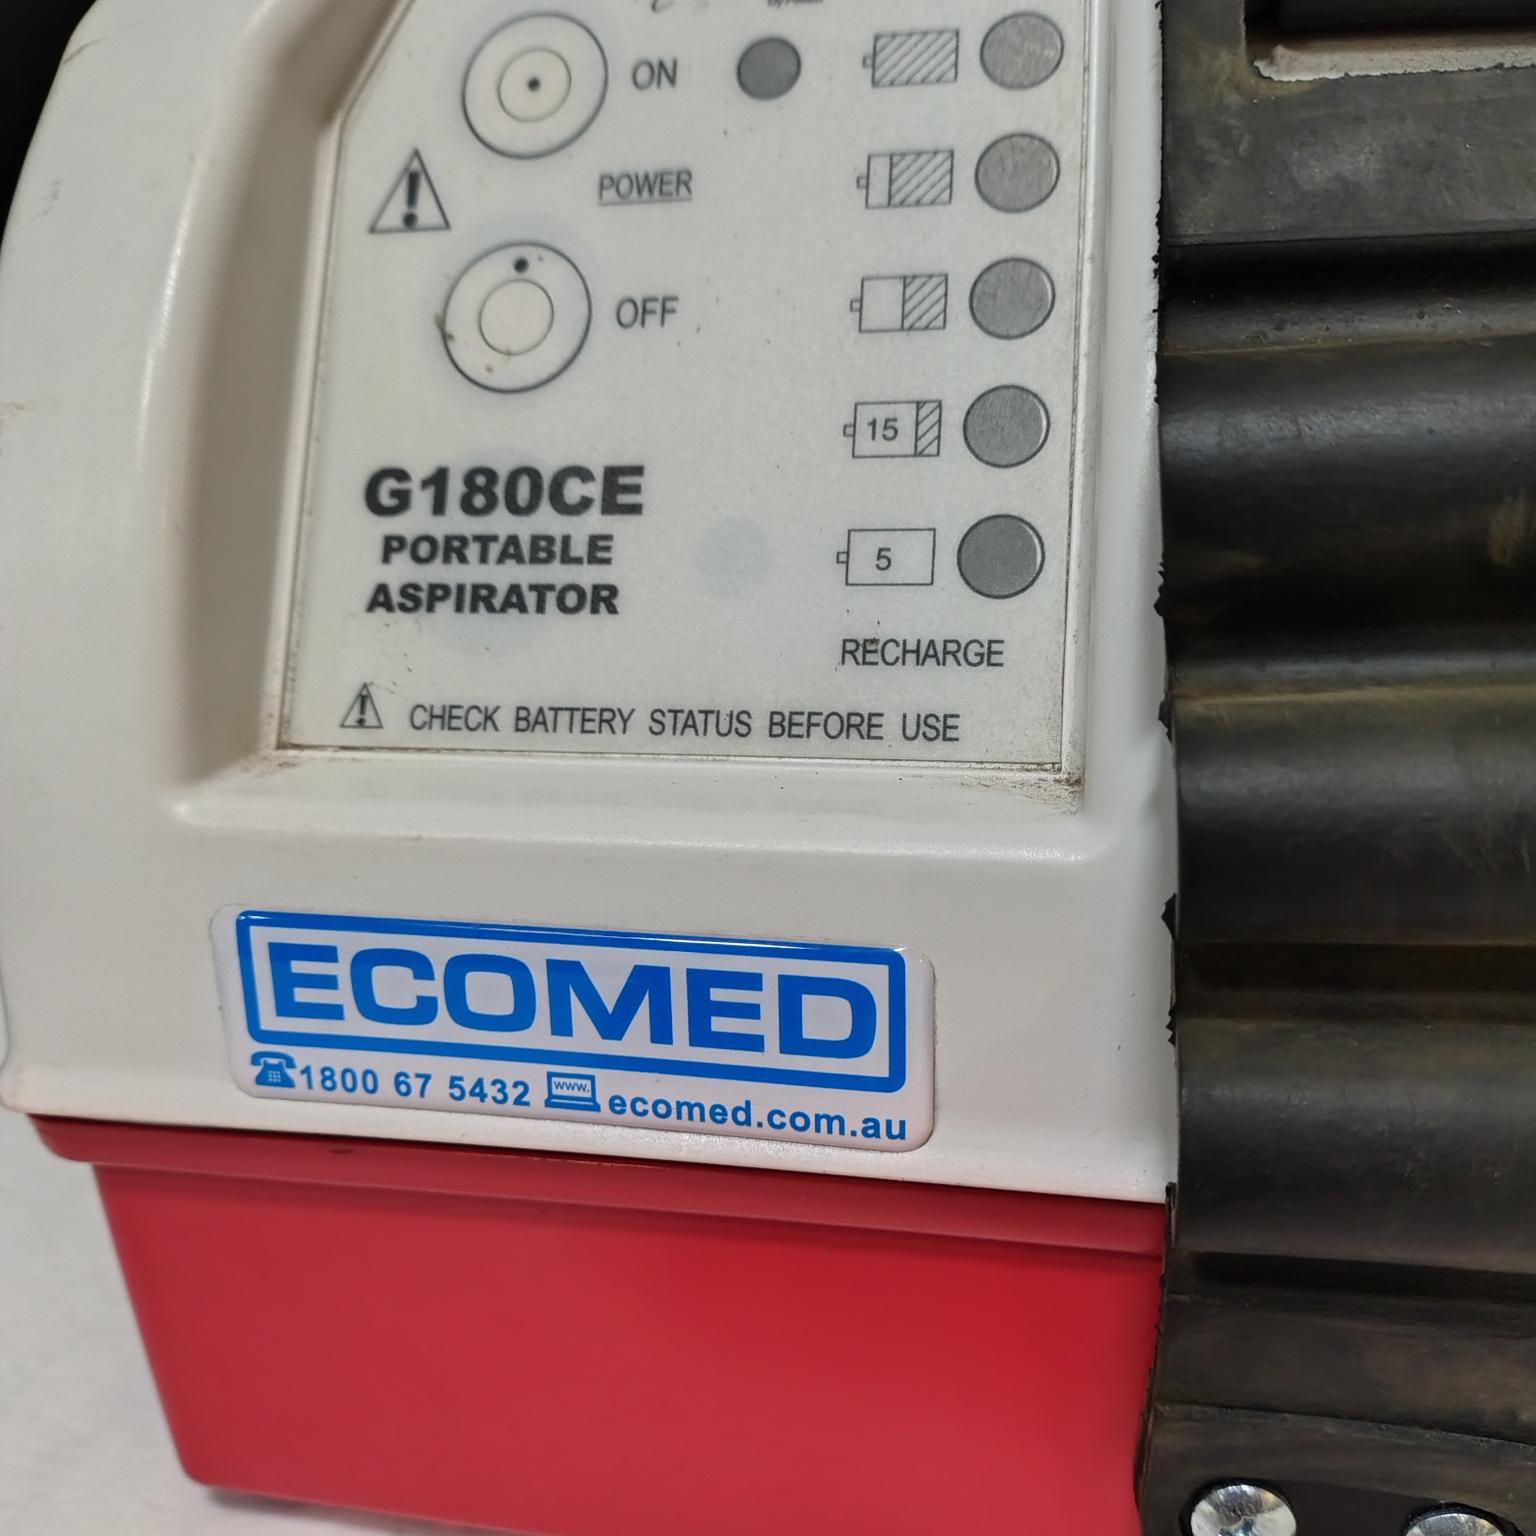 ON
POWER
OFF
15
5
G180CE
PORTABLE
ASPIRATOR
RECHARGE
CHECK BATTERY STATUS BEFORE USE
ECOMED
1800 67 5432 www. ecomed.com.au